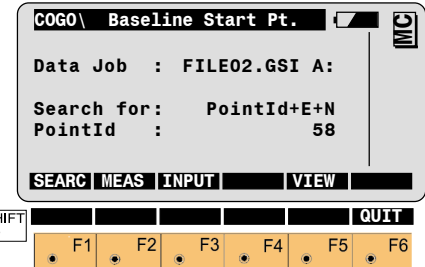 COGO\ Baseline Start Pt. MC
Data Job : FILE02.GSI A:
Search for: PointId+E+N
PointId : 58
SEARC MEAS INPUT VIEW
HIFT QUIT
F1 F2 F3 F4 F5 F6